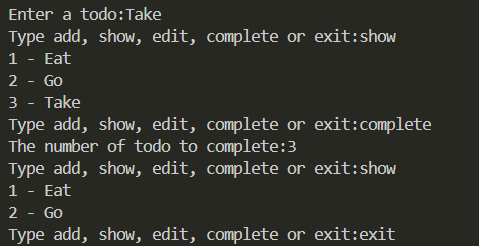 Enter a todo:Take
Type add, show, edit, complete or exit:show
1 - Eat
2 - Go
3 - Take
Type add, show, edit, complete or exit:complete
The number of todo to complete:3
Type add, show, edit, complete or exit:show
1 - Eat
2 - Go
Type add, show, edit, complete or exit:exit